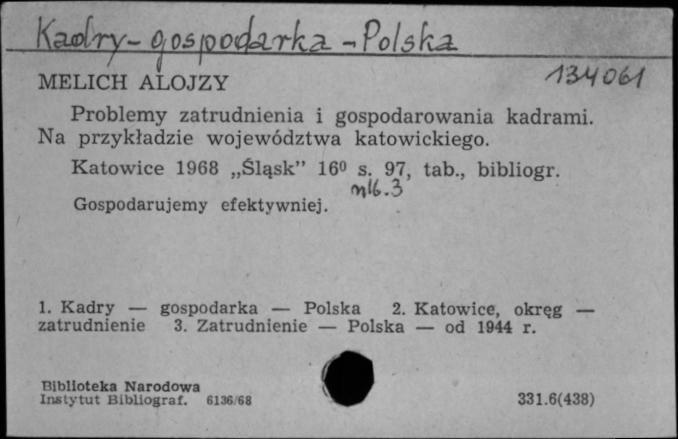 Kadry - gospodarka - Polska
134061
MELICH ALOJZY
Problemy zatrudnienia i gospodarowania kadrami.
Na przykładzie województwa katowickiego.
Katowice 1968 „Śląsk” 16⁰ s. 97, tab., bibliogr.
nlb.3
Gospodarujemy efektywniej.
1. Kadry — gospodarka — Polska 2. Katowice, okręg —
zatrudnienie 3. Zatrudnienie — Polska — od 1944 r.
Biblioteka Narodowa
Instytut Bibliograf. 6136/68
331.6(438)